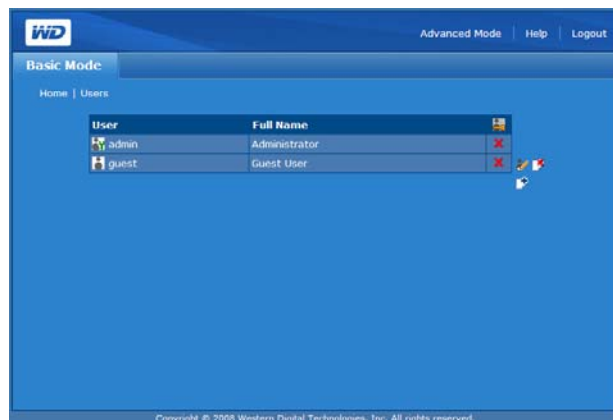 WD
Advanced Mode | Help | Logout
Basic Mode
Home | Users
User Full Name
admin Administrator
guest Guest User
Copyright © 2008 Western Digital Technologies, Inc. All rights reserved.